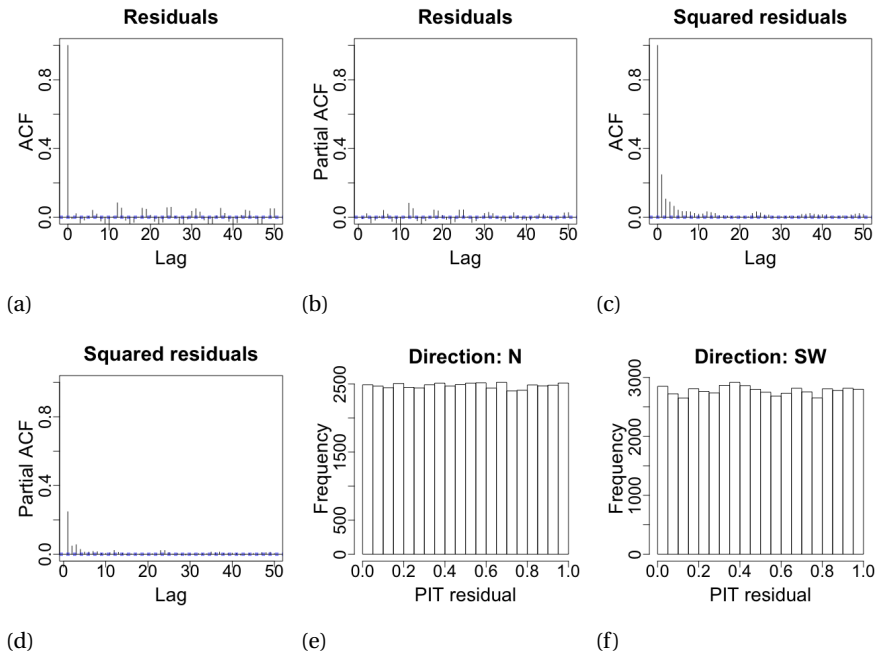 Residuals
ACF
0.0 0.4 0.8
0 10 20 30 40 50
Lag
(a)
Residuals
Partial ACF
0.0 0.4 0.8
0 10 20 30 40 50
Lag
(b)
Squared residuals
ACF
0.0 0.4 0.8
0 10 20 30 40 50
Lag
(c)
Squared residuals
Partial ACF
0.0 0.4 0.8
0 10 20 30 40 50
Lag
(d)
Direction: N
Frequency
0 500 1500 2500
0.0 0.2 0.4 0.6 0.8 1.0
PIT residual
(e)
Direction: SW
Frequency
0 1000 2000 3000
0.0 0.2 0.4 0.6 0.8 1.0
PIT residual
(f)